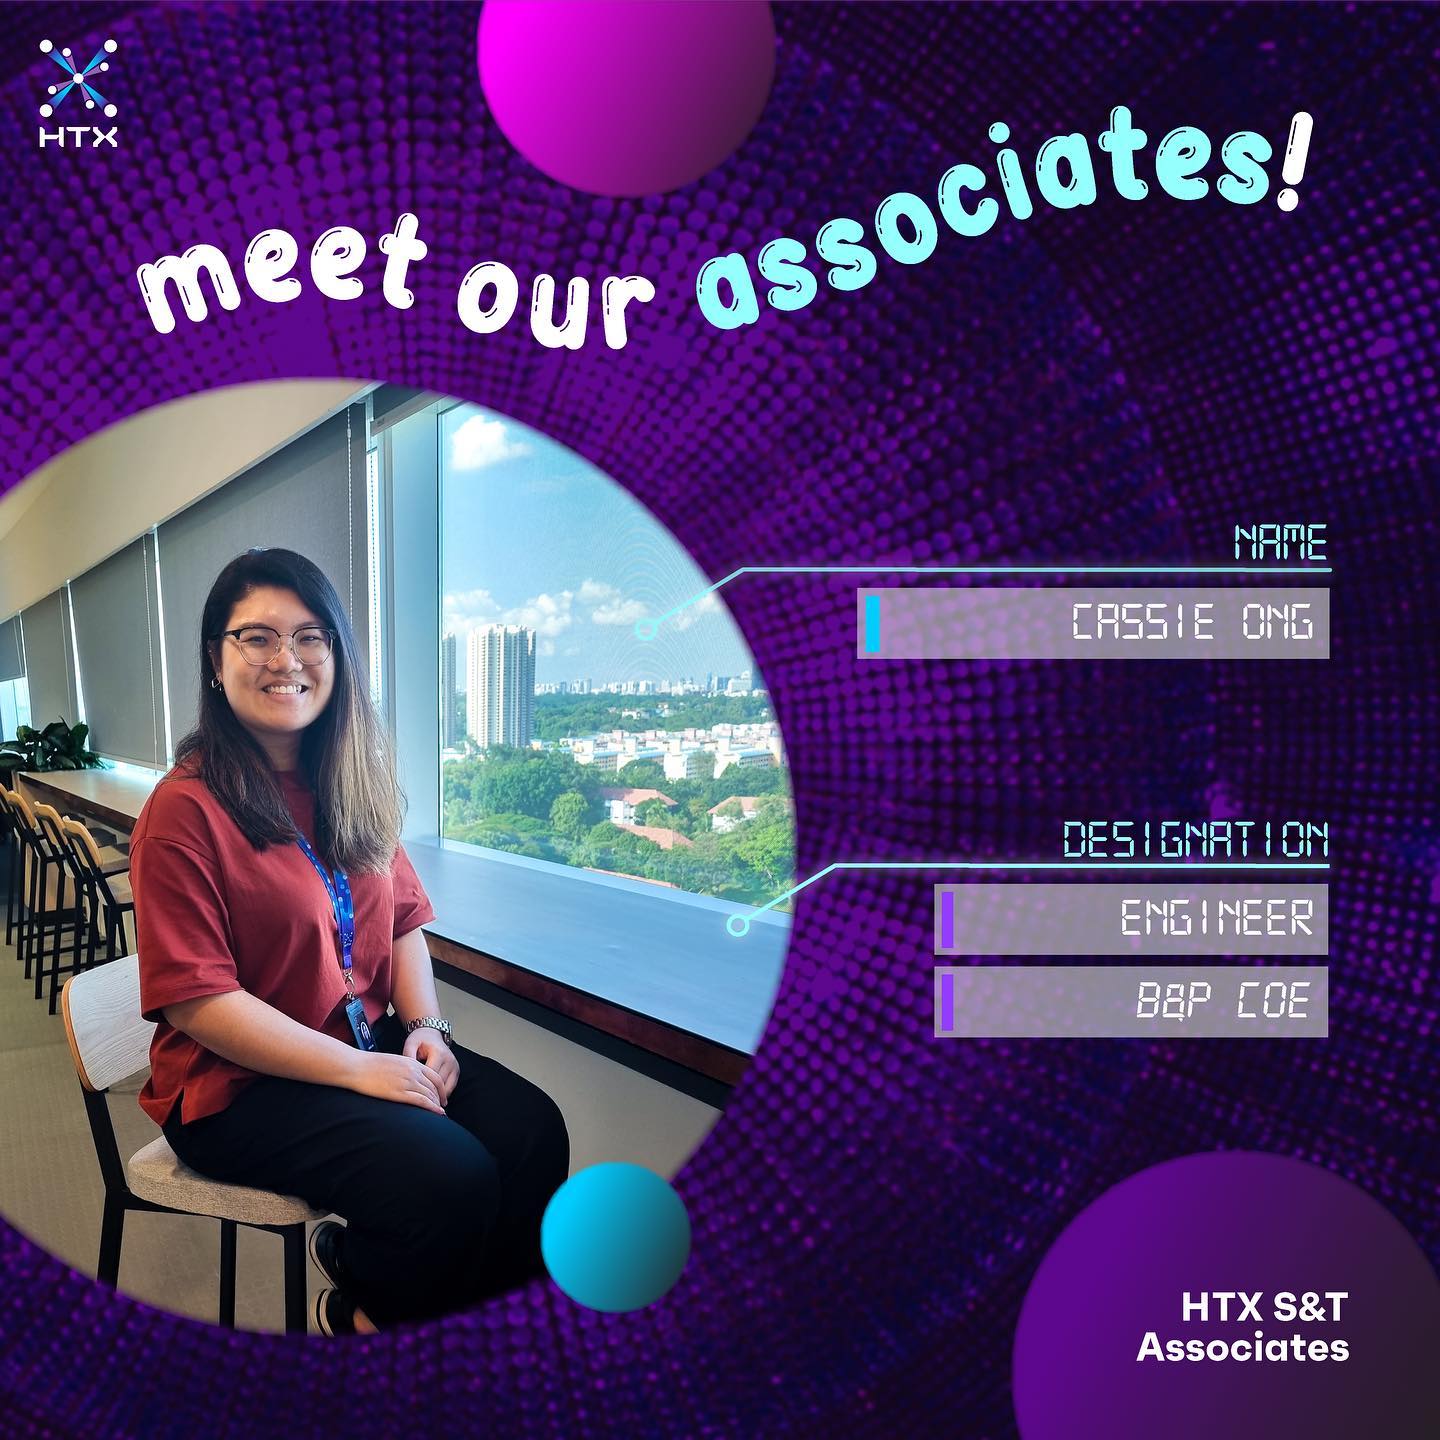 HTX
meet our associates!
NAME
CASSIE ONG
DESIGNATION
ENGINEER
B&P COE
HTX S&T
Associates